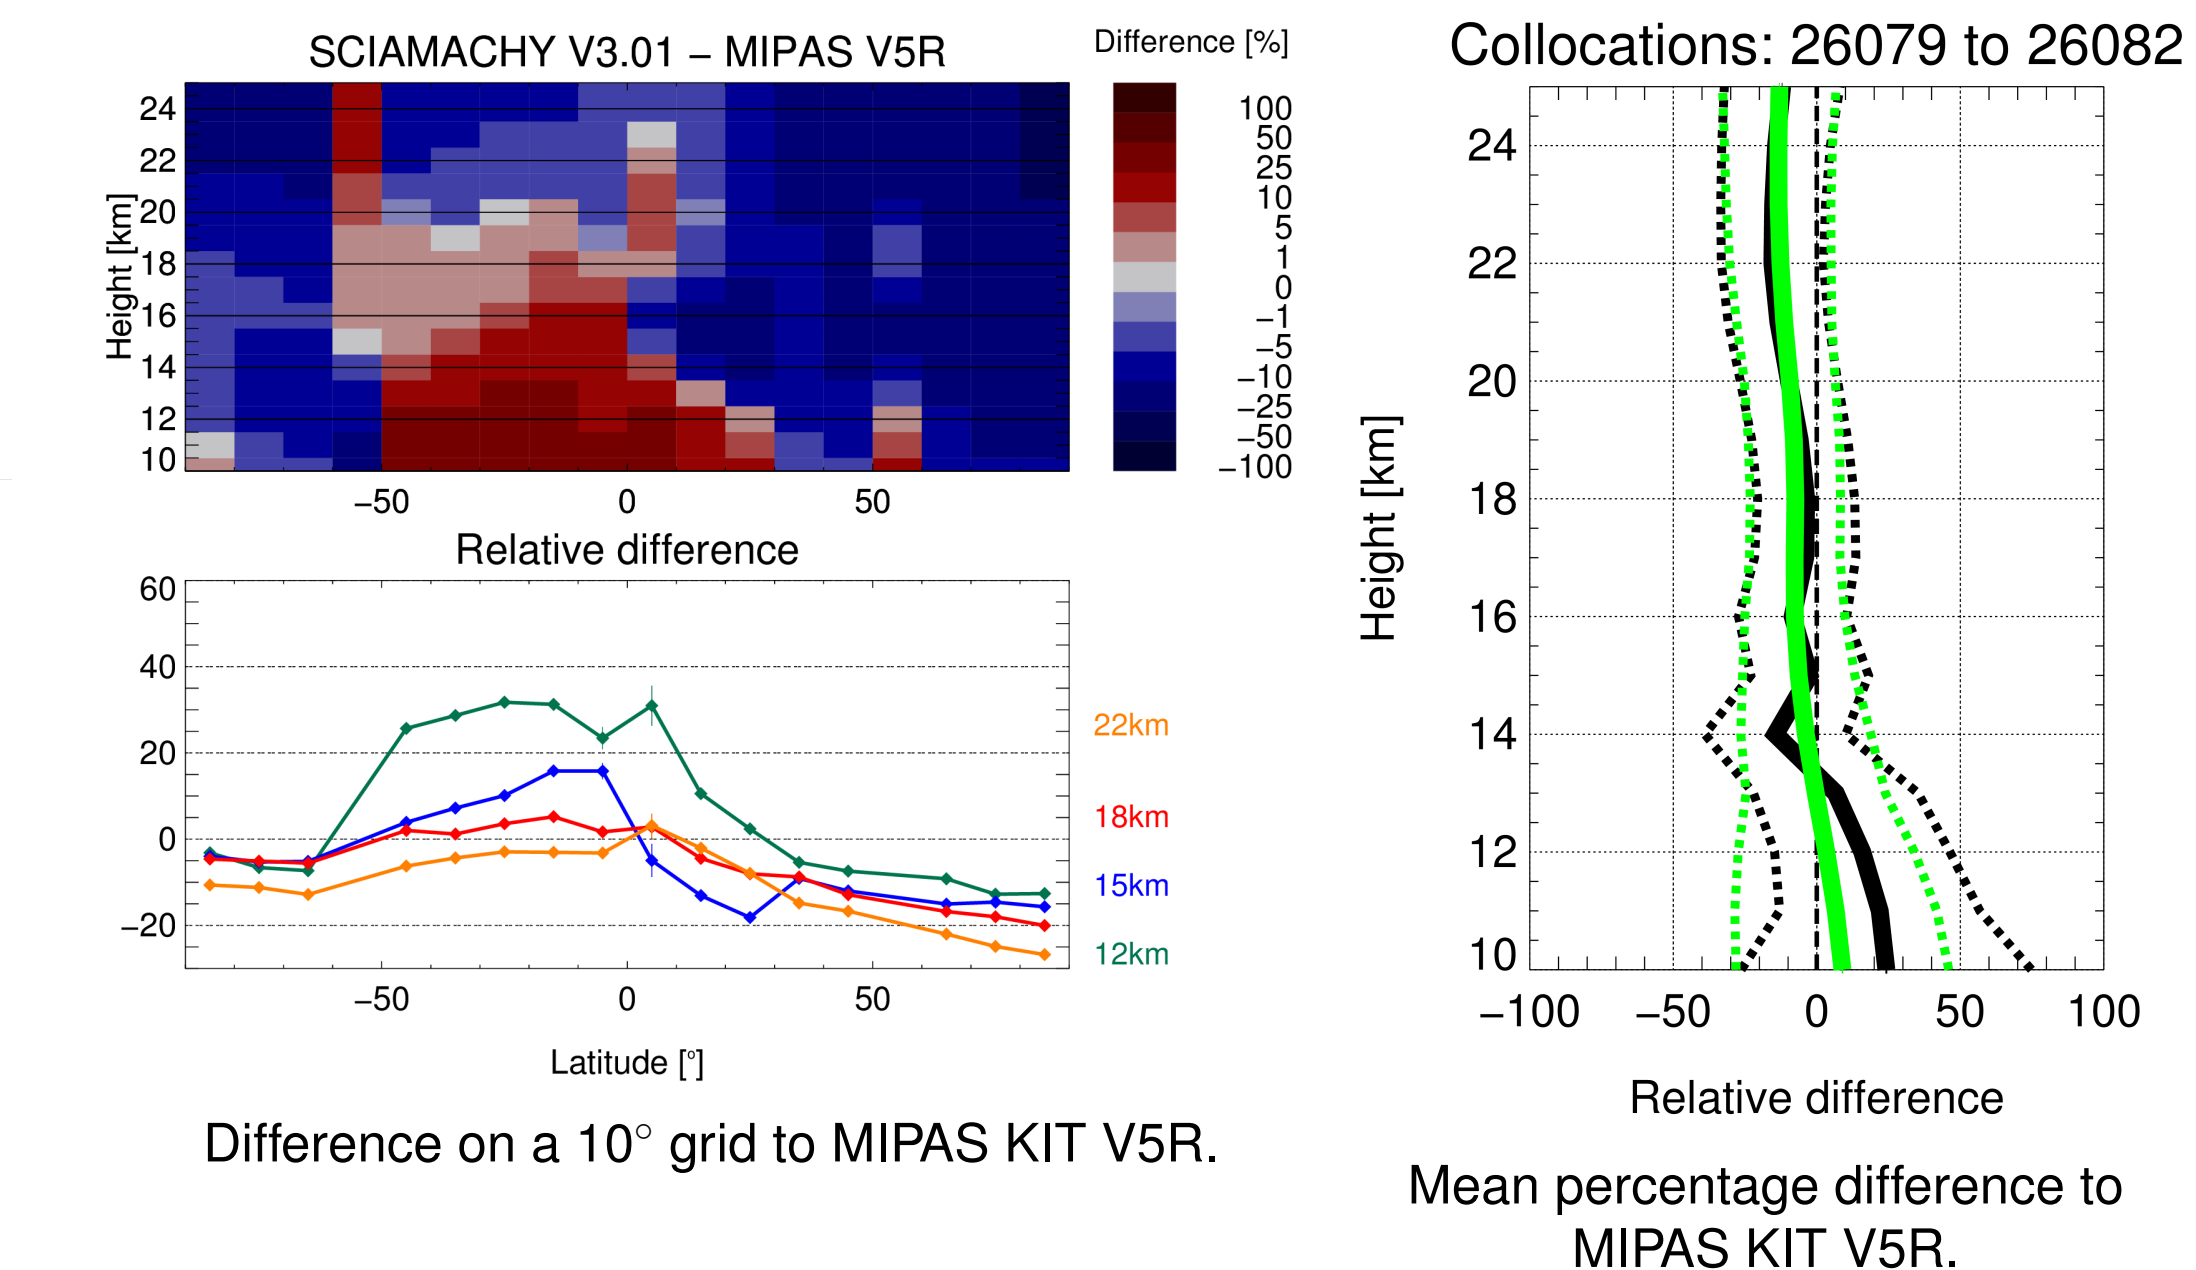 SCIAMACHY V3.01 – MIPAS V5R
Difference [%]
100
50
25
10
5
1
0
−1
−5
−10
−25
−50
−100
Height [km]
24
22
20
18
16
14
12
10
−50 0 50
Relative difference
60
40
20
0
−20
22km
18km
15km
12km
−50 0 50
Latitude [°]
Difference on a 10° grid to MIPAS KIT V5R.
Collocations: 26079 to 26082
Height [km]
24
22
20
18
16
14
12
10
−100 −50 0 50 100
Relative difference
Mean percentage difference to
MIPAS KIT V5R.